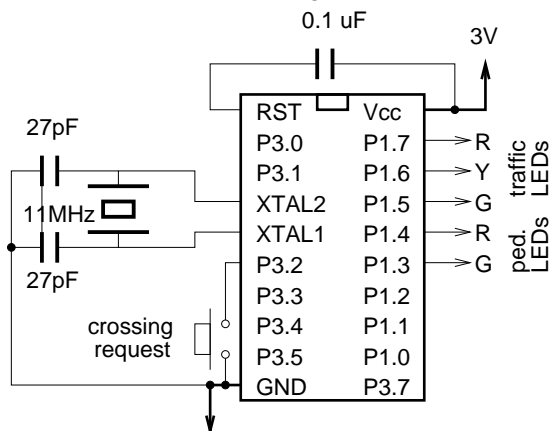 0.1 uF
3V
RST Vcc
27pF
P3.0 P1.7 R
P3.1 P1.6 Y
traffic
LEDs
11MHz
XTAL2 P1.5 G
XTAL1 P1.4 R
27pF
P3.2 P1.3 G
ped.
LEDs
P3.3 P1.2
crossing
request
P3.4 P1.1
P3.5 P1.0
GND P3.7